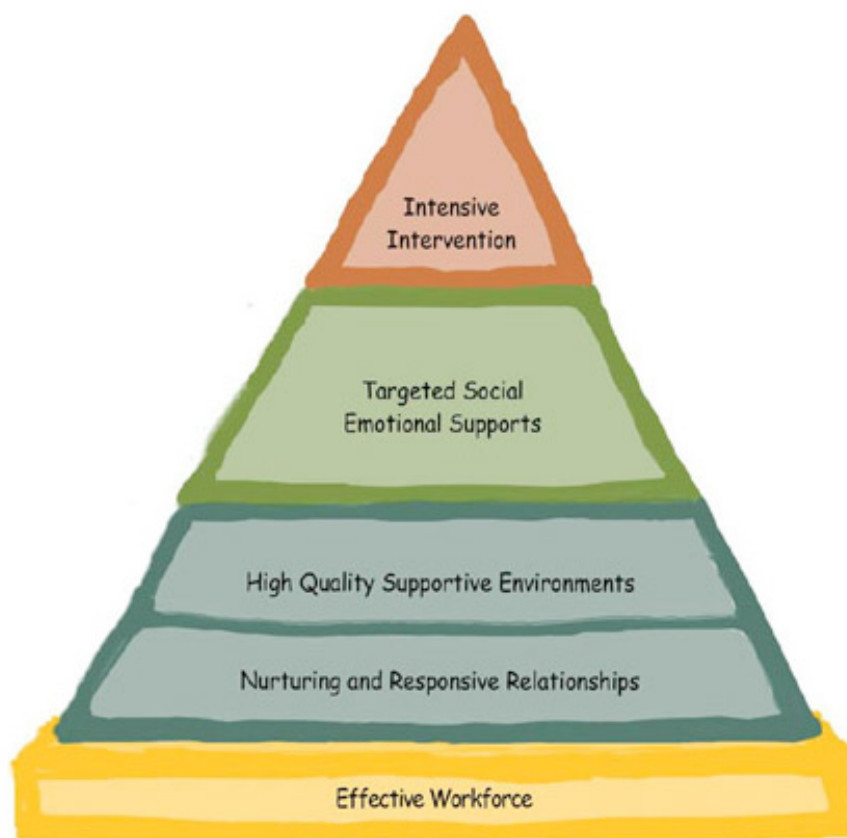 Intensive
Intervention
Targeted Social
Emotional Supports
High Quality Supportive Environments
Nurturing and Responsive Relationships
Effective Workforce